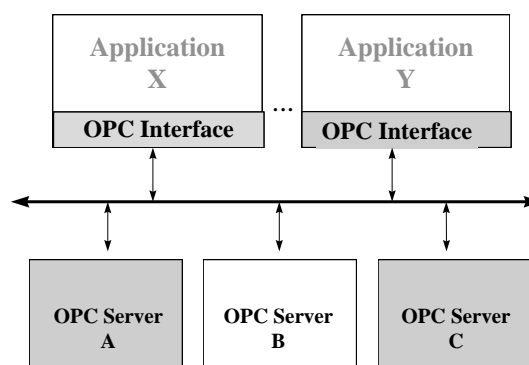 Application
X
Application
Y
...
OPC Interface
OPC Interface
OPC Server
A
OPC Server
B
OPC Server
C